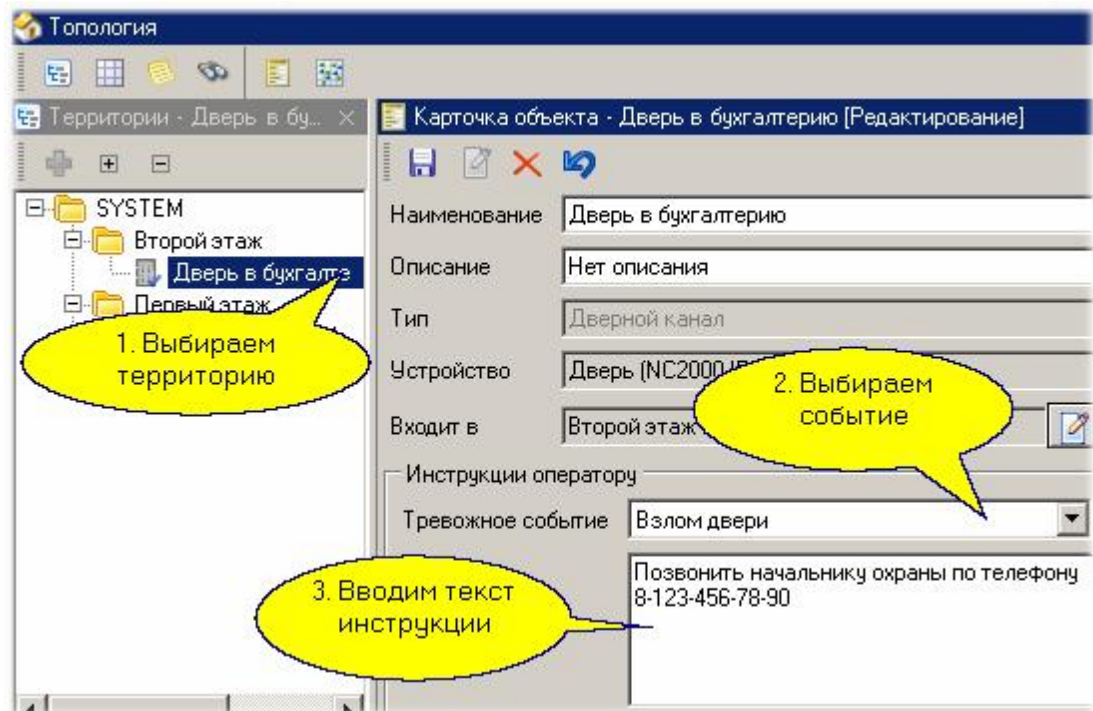 Топология
Территории - Дверь в бу...
Карточка объекта - Дверь в бухгалтерию [Редактирование]
SYSTEM
Второй этаж
Дверь в бухгалте
Первый этаж
1. Выбираем
территорию
Наименование
Дверь в бухгалтерию
Описание
Нет описания
Тип
Дверной канал
Устройство
Дверь (NC2000
Входит в
Второй этаж
2. Выбираем
событие
Инструкции оператору
Тревожное событие
Взлом двери
3. Вводим текст
инструкции
Позвонить начальнику охраны по телефону
8-123-456-78-90